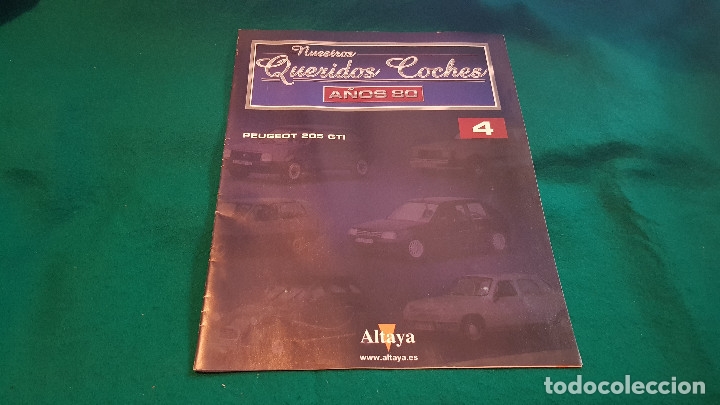 Nuestros
Queridos Coches
AÑOS 80
PEUGEOT 205 GTI
4
Altaya
www.altaya.es
todocoleccion